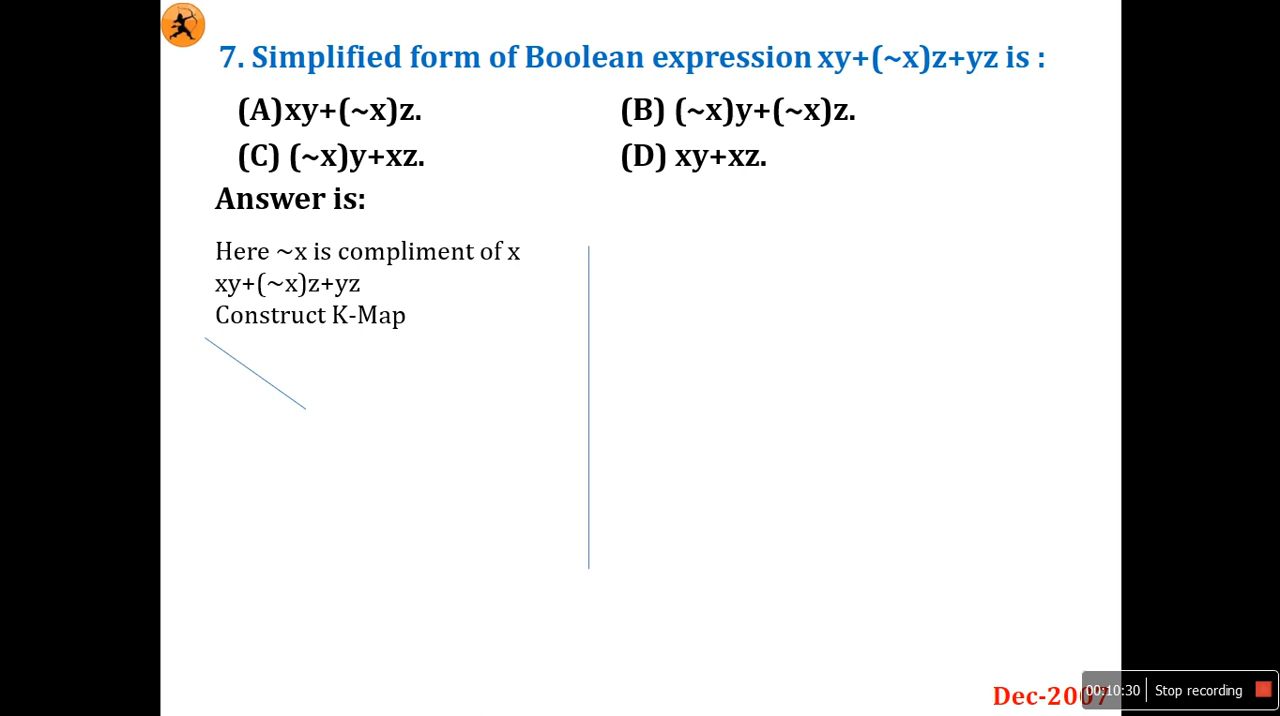 7. Simplified form of Boolean expression xy+(~x)z+yz is :
(A)xy+(~x)z. (B) (~x)y+(~x)z.
(C) (~x)y+xz. (D) xy+xz.
Answer is:
Here ~x is compliment of x
xy+(~x)z+yz
Construct K-Map
Dec-2007
00:10:30 Stop recording